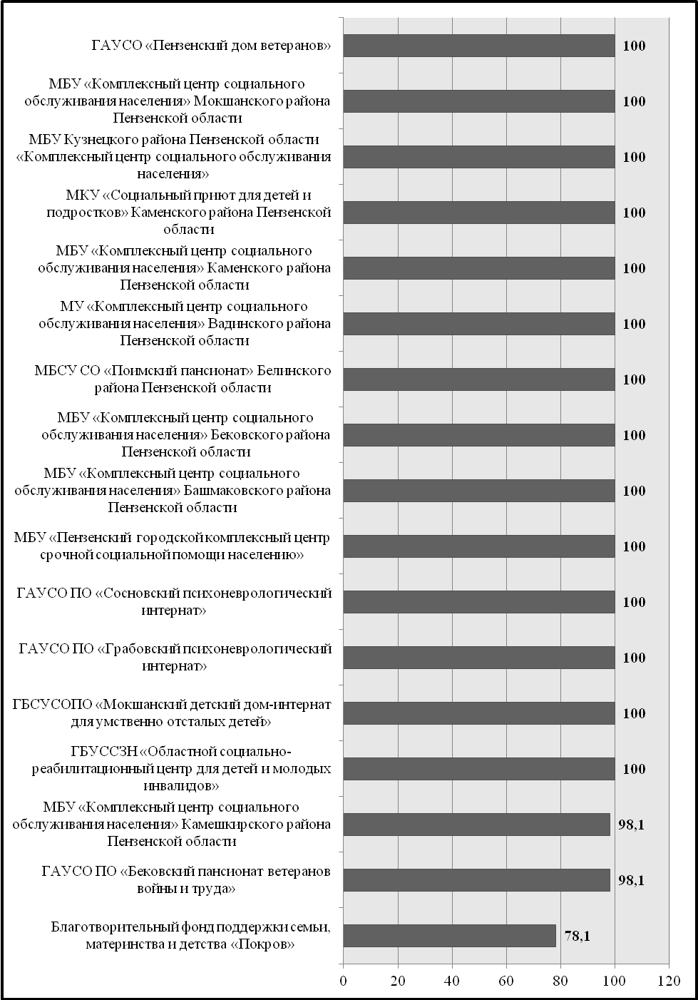 ГАУСО «Пензенский дом ветеранов»
100
МБУ «Комплексный центр социального
обслуживания населения» Мокшанского района
Пензенской области
100
МБУ Кузнецкого района Пензенской области
«Комплексный центр социального обслуживания
населения»
100
МКУ «Социальный приют для детей и
подростков» Каменского района Пензенской
области
100
МБУ «Комплексный центр социального
обслуживания населения» Каменского района
Пензенской области
100
МУ «Комплексный центр социального
обслуживания населения» Вадинского района
Пензенской области
100
МБСУ СО «Поимский пансионат» Белинского
района Пензенской области
100
МБУ «Комплексный центр социального
обслуживания населения» Бековского района
Пензенской области
100
МБУ «Комплексный центр социального
обслуживания населения» Башмаковского района
Пензенской области
100
МБУ «Пензенский городской комплексный центр
срочной социальной помощи населению»
100
ГАУСО ПО «Сосновский психоневрологический
интернат»
100
ГАУСО ПО «Грабовский психоневрологический
интернат»
100
ГБСУСОПО «Мокшанский детский дом-интернат
для умственно отсталых детей»
100
ГБУССЗН «Областной социально-
реабилитационный центр для детей и молодых
инвалидов»
100
МБУ «Комплексный центр социального
обслуживания населения» Камешкирского района
Пензенской области
98,1
ГАУСО ПО «Бековский пансионат ветеранов
войны и труда»
98,1
Благотворительный фонд поддержки семьи,
материнства и детства «Покров»
78,1
0 20 40 60 80 100 120